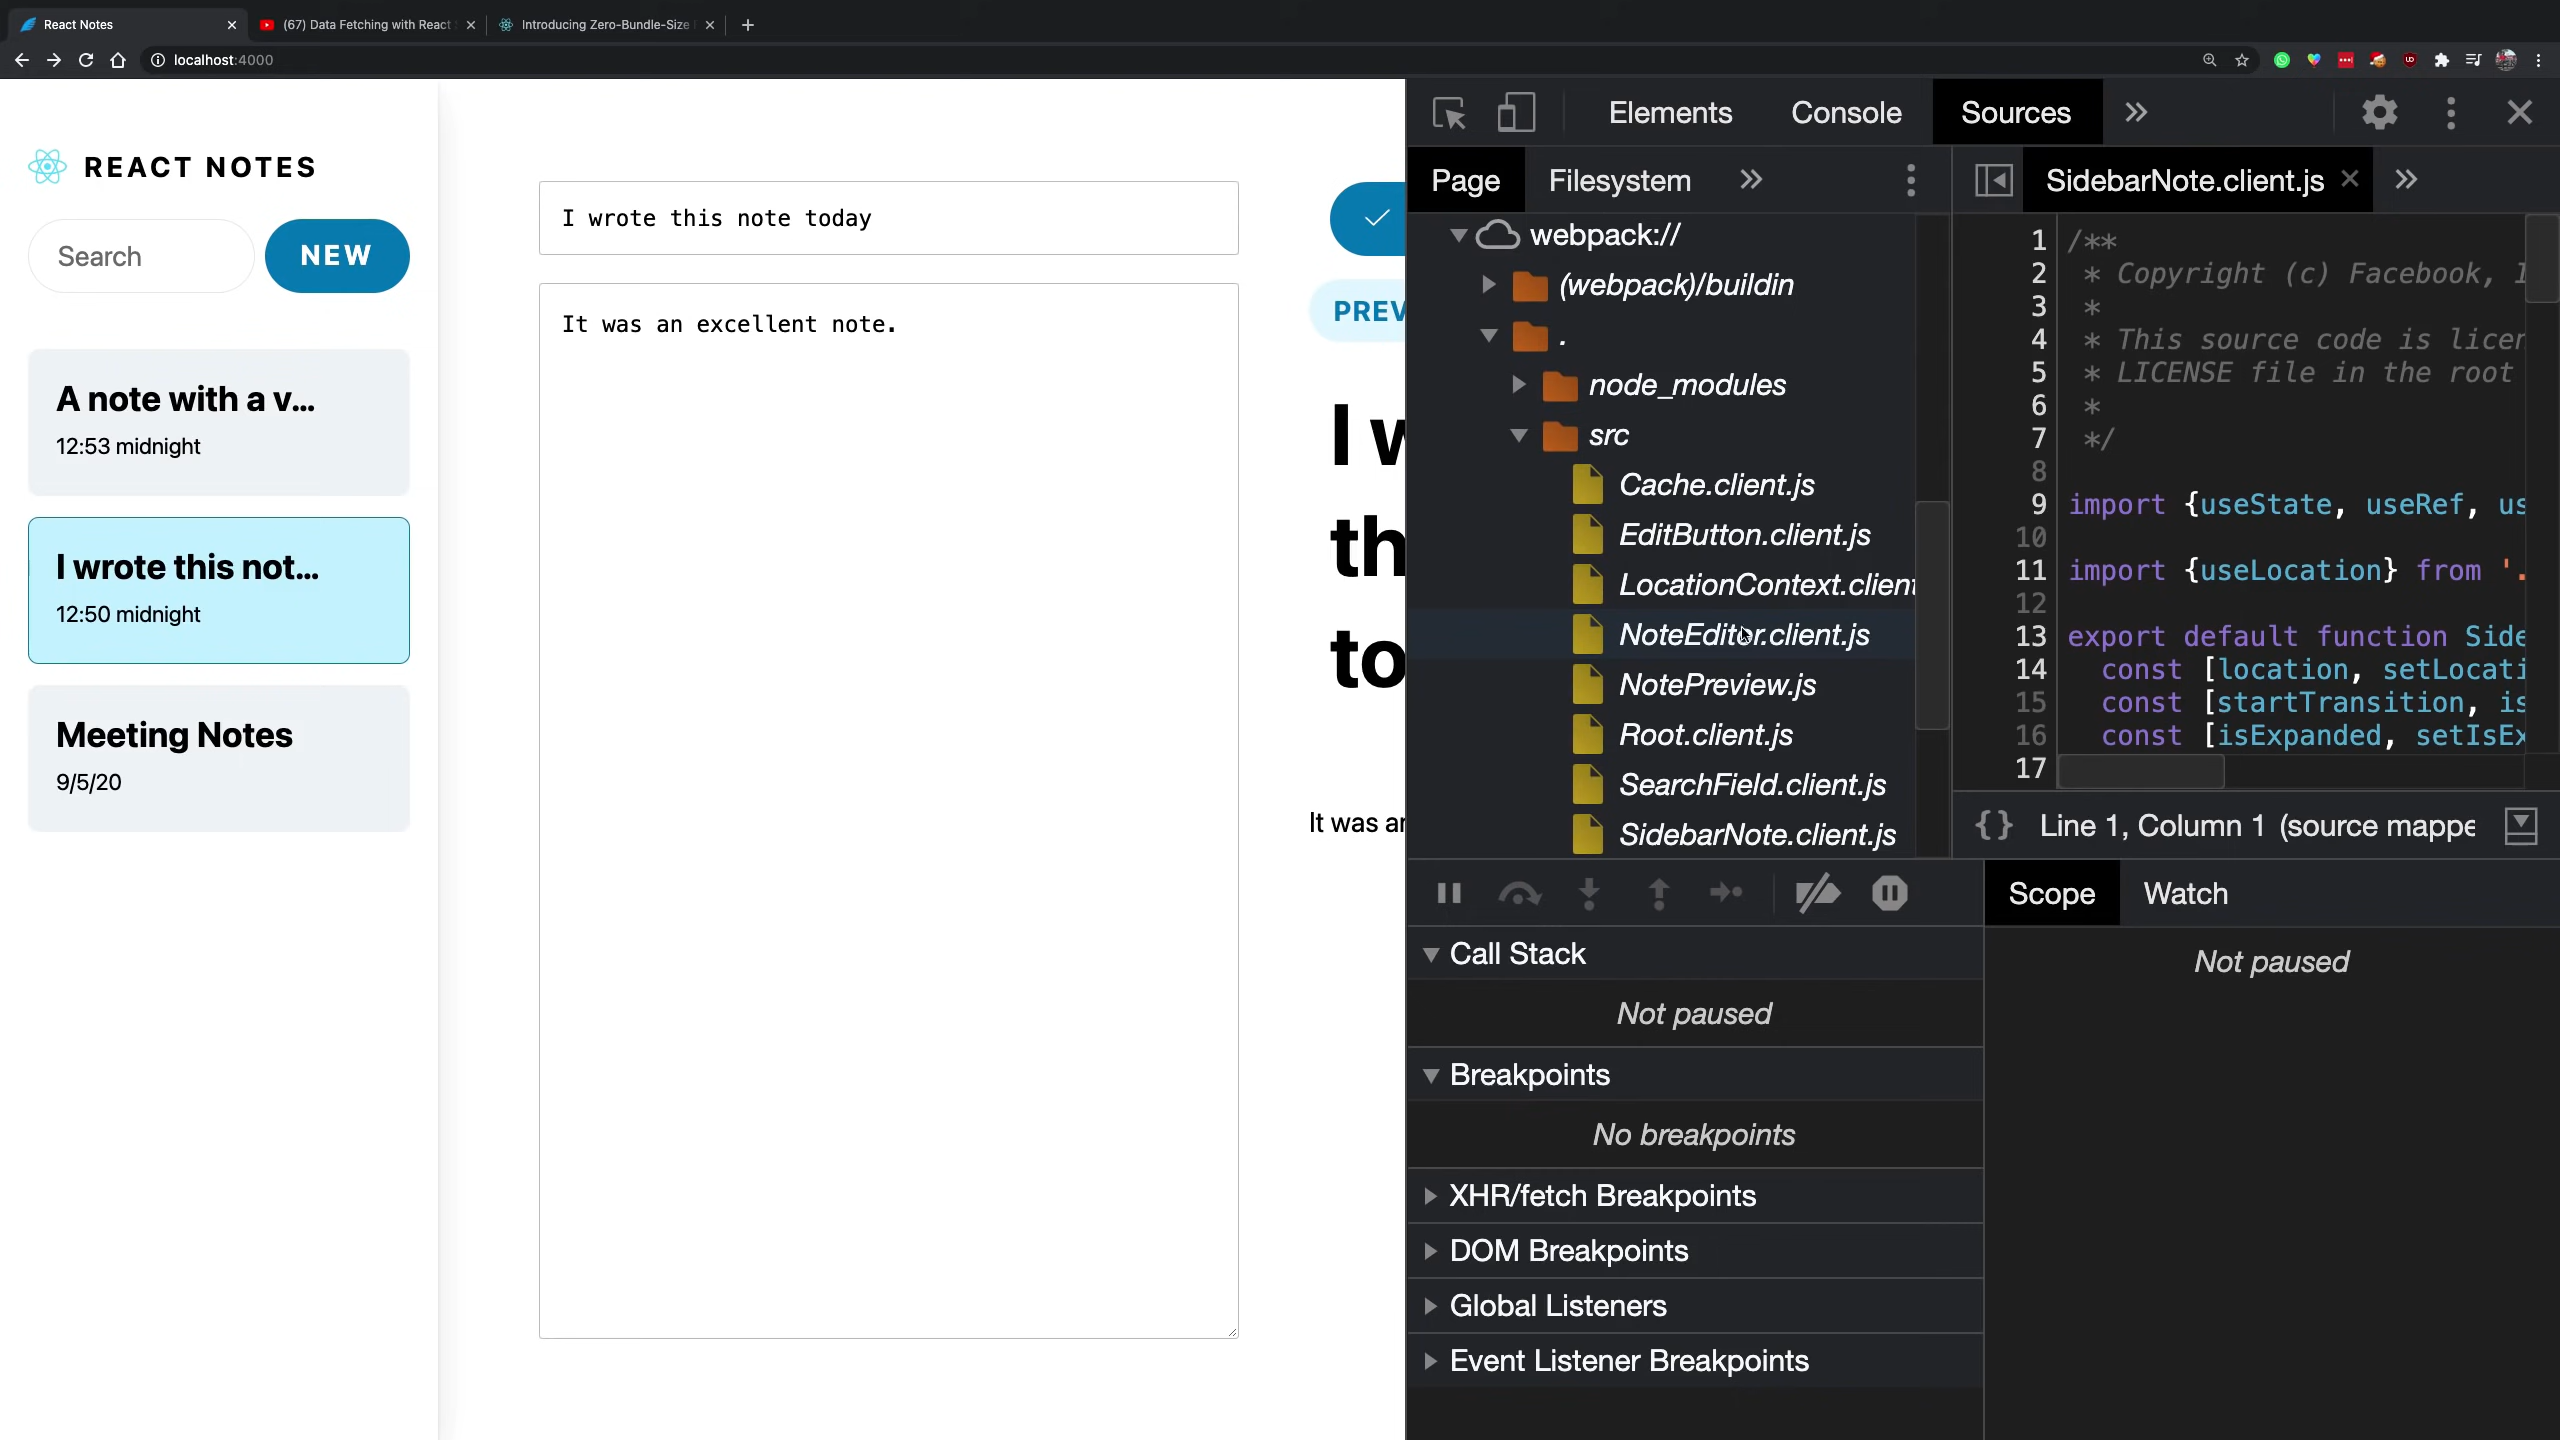 React Notes
(67) Data Fetching with React
Introducing Zero-Bundle-Size
localhost:4000
REACT NOTES
Search
NEW
A note with a v...
12:53 midnight
I wrote this not...
12:50 midnight
Meeting Notes
9/5/20
I wrote this note today
It was an excellent note.
PREV
I w
th
to
It was ar
Elements
Console
Sources
Page
Filesystem
webpack://
(webpack)/buildin
.
node_modules
src
Cache.client.js
EditButton.client.js
LocationContext.client
NoteEditor.client.js
NotePreview.js
Root.client.js
SearchField.client.js
SidebarNote.client.js
SidebarNote.client.js
1 /**
2 * Copyright (c) Facebook, I
3 *
4 * This source code is licen
5 * LICENSE file in the root
6 *
7 */
8
9 import {useState, useRef, us
10
11 import {useLocation} from '.
12
13 export default function Side
14 const [location, setLocati
15 const [startTransition, is
16 const [isExpanded, setIsEx
17
{} Line 1, Column 1 (source mappe
Call Stack
Not paused
Breakpoints
No breakpoints
XHR/fetch Breakpoints
DOM Breakpoints
Global Listeners
Event Listener Breakpoints
Scope
Watch
Not paused